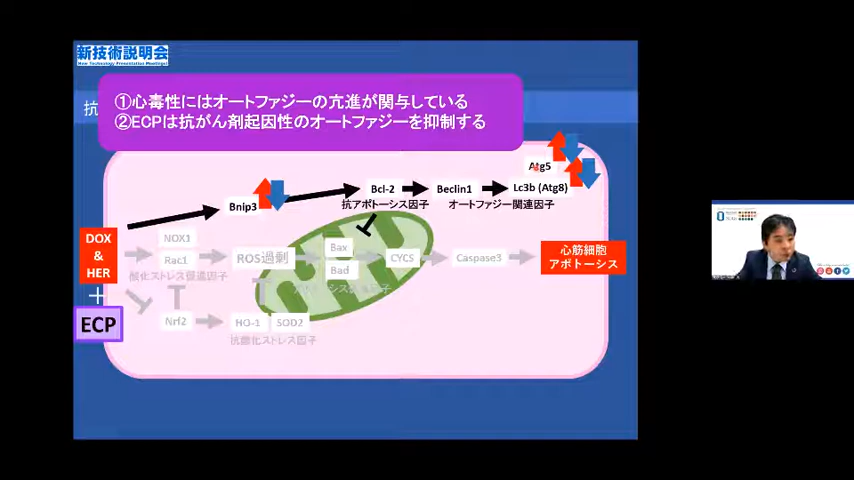 新技術説明会
New Technology Presentation Meetings!
抗
①心毒性にはオートファジーの亢進が関与している
②ECPは抗がん剤起因性のオートファジーを抑制する
Atg5
Bnip3
Bcl-2
Beclin1
Lc3b (Atg8)
抗アポトーシス因子
オートファジー関連因子
DOX
&
HER
NOX1
Rac1
酸化ストレス促進因子
ROS過剰
Bax
Bad
CYCS
Caspase3
心筋細胞
アポトーシス
+
ECP
Nrf2
HO-1
SOD2
抗酸化ストレス因子